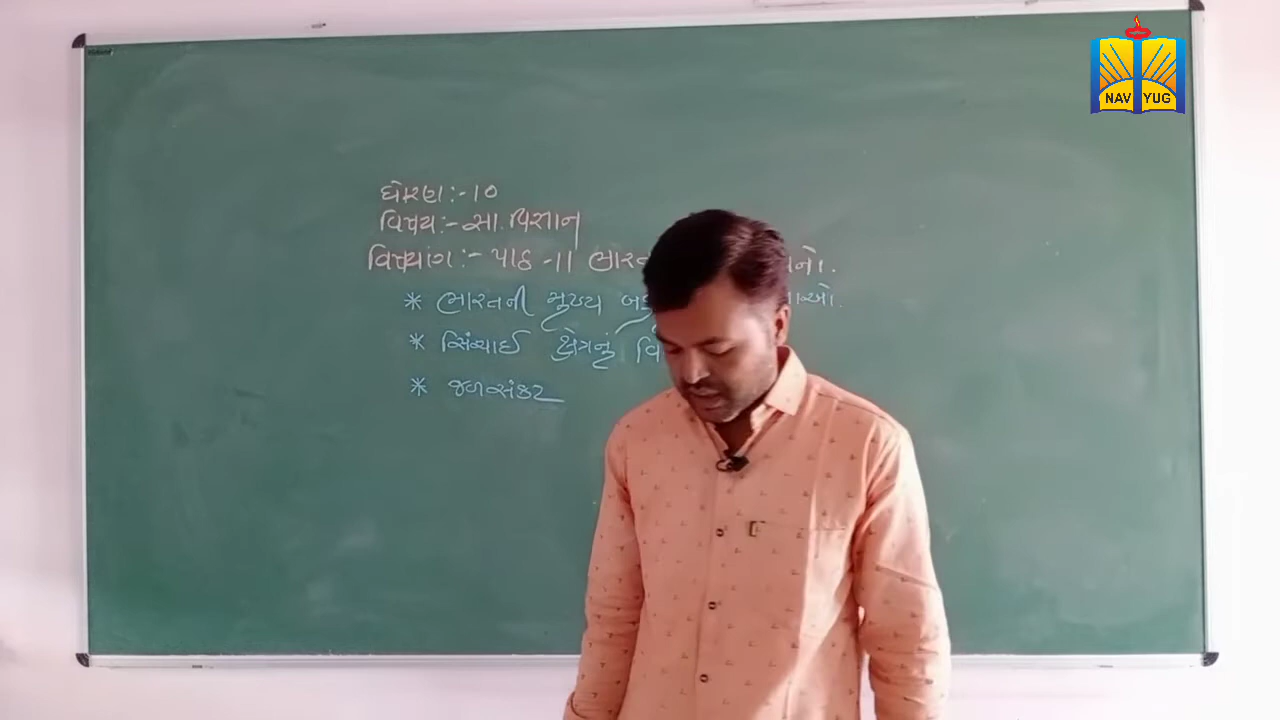 NAV YUG
ધોરણ:-10
વિષય:- સા. વિજ્ઞાન
વિષયાંગ:- પાઠ -11 ભારત
* ભારતની મુખ્ય
* સિંચાઈ ક્ષેત્રનું વિ
* જળસંકટ